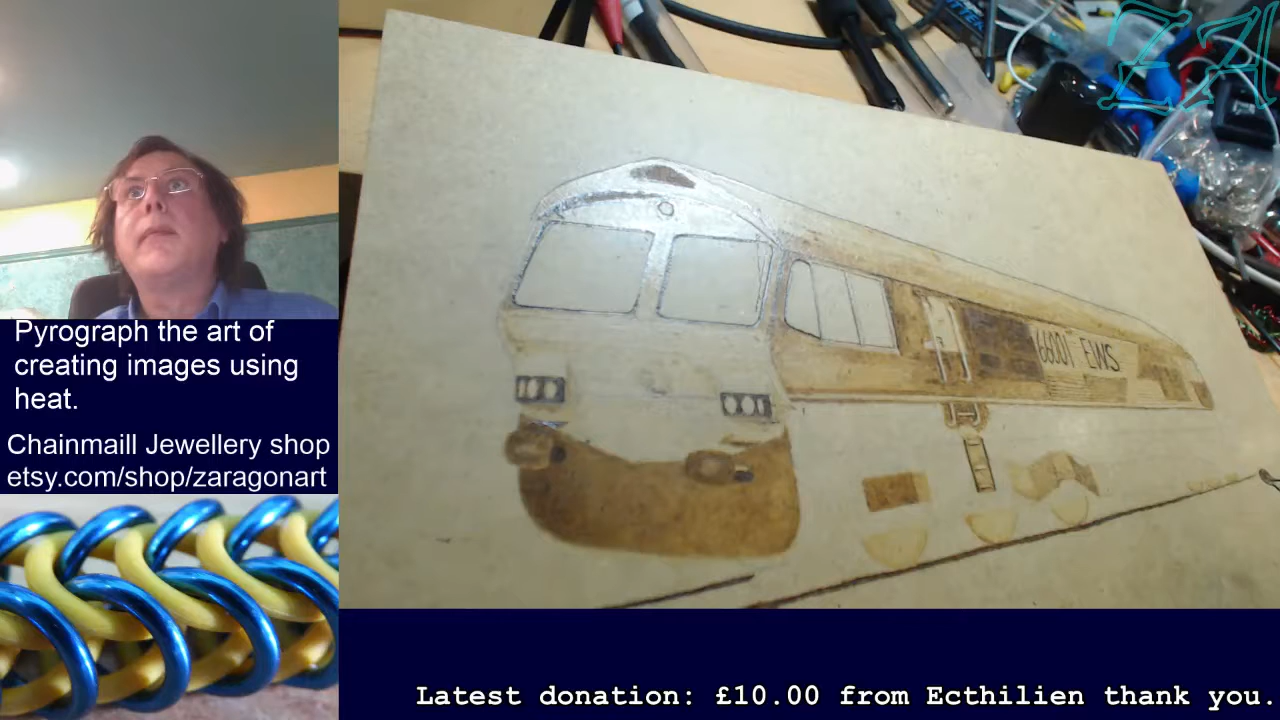 Pyrograph the art of
creating images using
heat.
Chainmaill Jewellery shop
etsy.com/shop/zaragonart
66001 EWS
ZA
Latest donation: £10.00 from Ecthilien thank you.